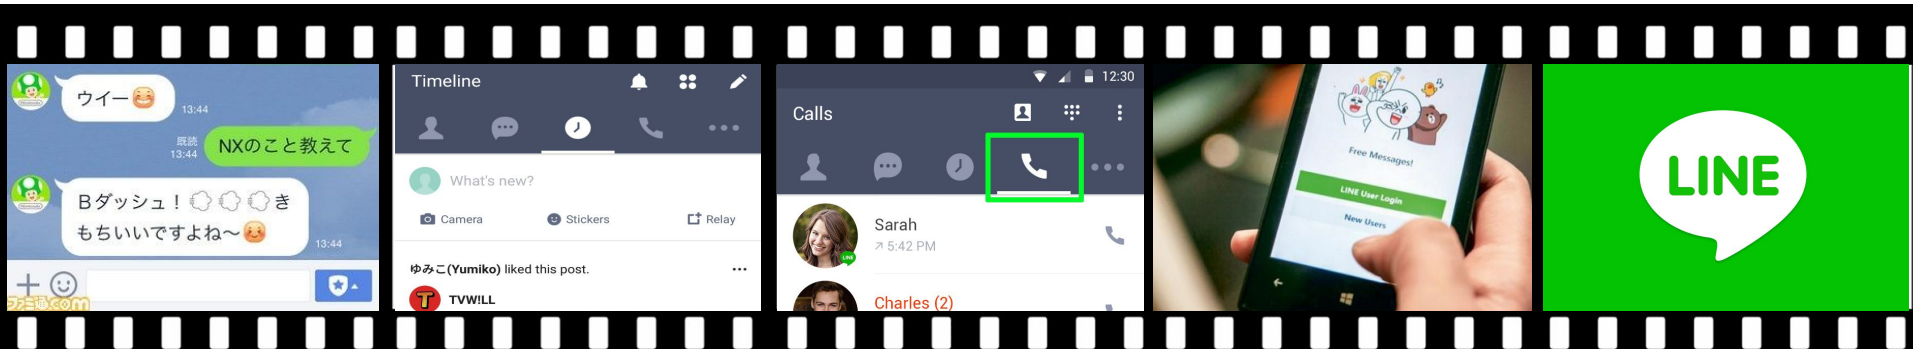 ウイー
13:44
既読
13:44
NXのこと教えて
Bダッシュ！ き
もちいいですよね〜
13:44
ファミ通.com
Timeline
What's new?
Camera
Stickers
Relay
ゆみこ(Yumiko) liked this post.
TVW!LL
12:30
Calls
Sarah
5:42 PM
LINE
Charles (2)
Free Messages!
LINE User Login
New Users
LINE